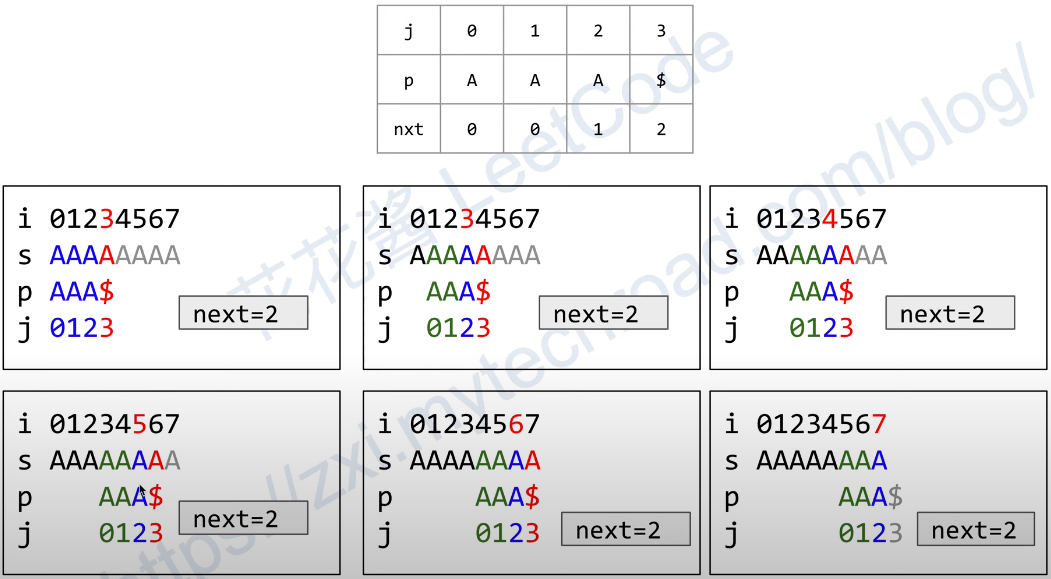 j 0 1 2 3
p A A A $
nxt 0 0 1 2
i 01234567
s AAAAAAAA
p AAA$
j 0123
next=2
i 01234567
s AAAAAAAA
p AAA$
j 0123
next=2
i 01234567
s AAAAAAAA
p AAA$
j 0123
next=2
i 01234567
s AAAAAAAA
p AAA$
j 0123
next=2
i 01234567
s AAAAAAAA
p AAA$
j 0123
next=2
i 01234567
s AAAAAAAA
p AAA$
j 0123
next=2
花花酱 LeetCode
https://zxi.mytechroad.com/blog/